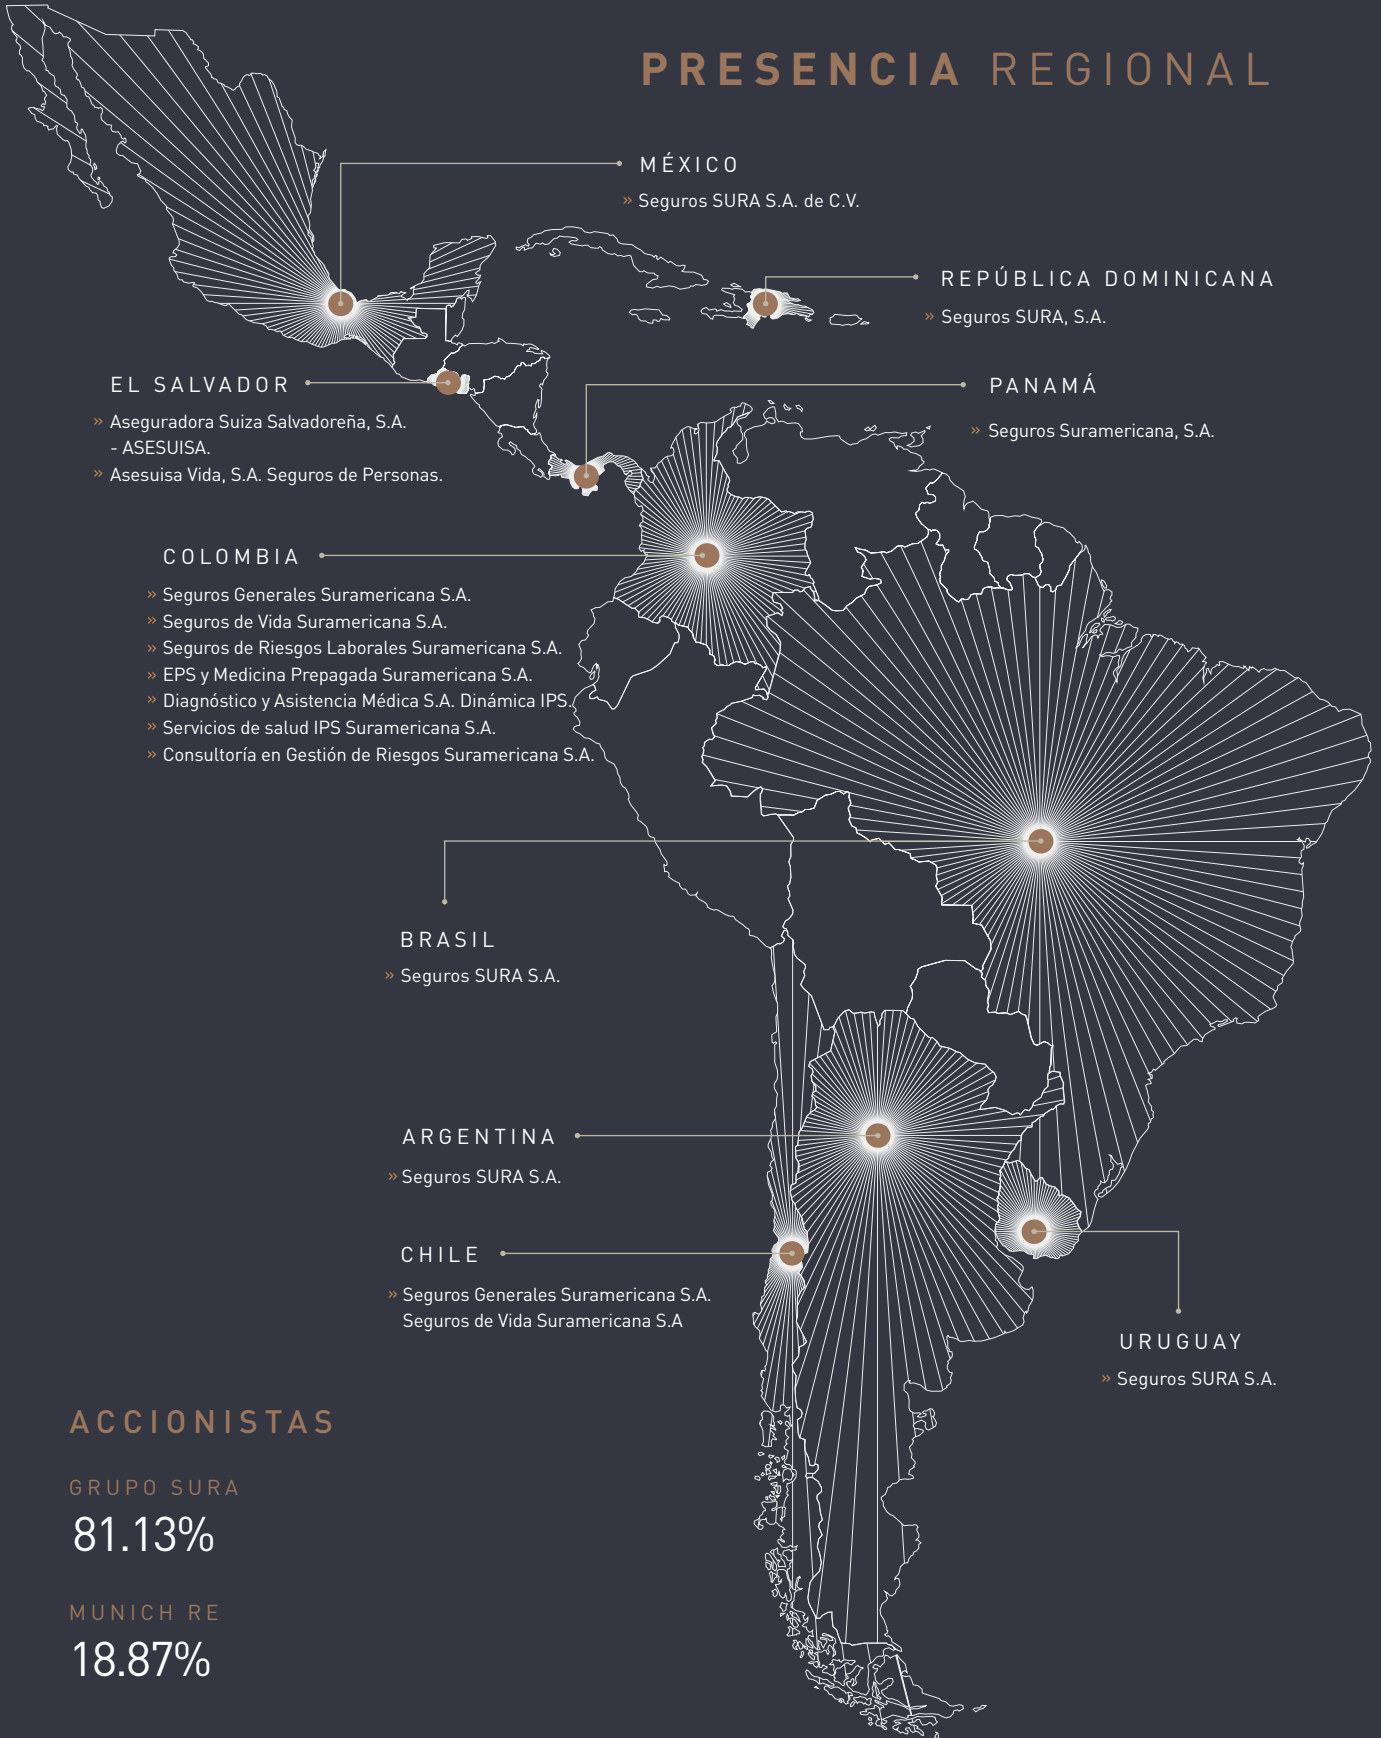 PRESENCIA REGIONAL
MÉXICO
» Seguros SURA S.A. de C.V.
REPÚBLICA DOMINICANA
» Seguros SURA, S.A.
EL SALVADOR
» Aseguradora Suiza Salvadoreña, S.A.
- ASESUISA.
» Asesuisa Vida, S.A. Seguros de Personas.
PANAMÁ
» Seguros Suramericana, S.A.
COLOMBIA
» Seguros Generales Suramericana S.A.
» Seguros de Vida Suramericana S.A.
» Seguros de Riesgos Laborales Suramericana S.A.
» EPS y Medicina Prepagada Suramericana S.A.
» Diagnóstico y Asistencia Médica S.A. Dinámica IPS.
» Servicios de salud IPS Suramericana S.A.
» Consultoría en Gestión de Riesgos Suramericana S.A.
BRASIL
» Seguros SURA S.A.
ARGENTINA
» Seguros SURA S.A.
CHILE
» Seguros Generales Suramericana S.A.
Seguros de Vida Suramericana S.A
URUGUAY
» Seguros SURA S.A.
ACCIONISTAS
GRUPO SURA
81.13%
MUNICH RE
18.87%